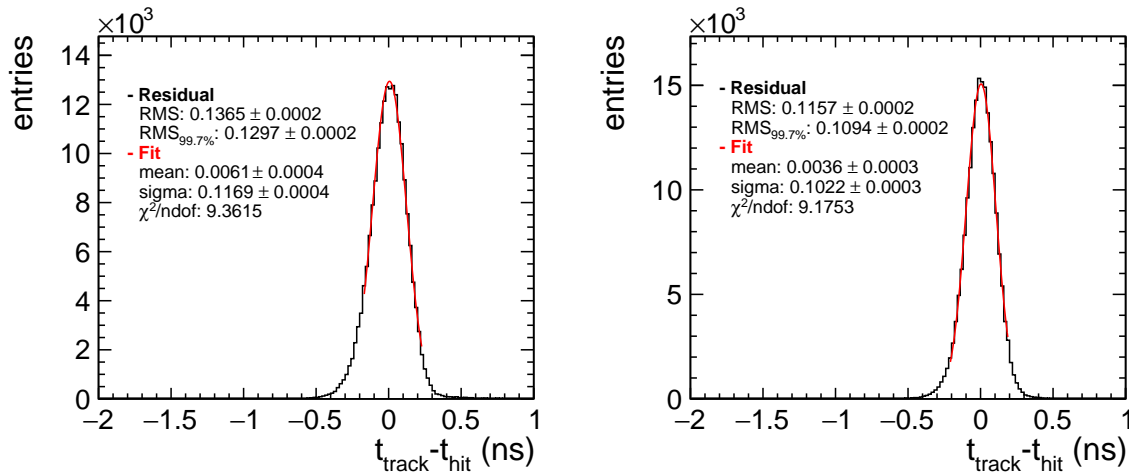 ×10³
entries
14
12
10
8
6
4
2
0
- Residual
RMS: 0.1365 ± 0.0002
RMS99.7%: 0.1297 ± 0.0002
- Fit
mean: 0.0061 ± 0.0004
sigma: 0.1169 ± 0.0004
χ²/ndof: 9.3615
−2 −1.5 −1 −0.5 0 0.5 1
t_track-t_hit (ns)
×10³
entries
15
10
5
0
- Residual
RMS: 0.1157 ± 0.0002
RMS99.7%: 0.1094 ± 0.0002
- Fit
mean: 0.0036 ± 0.0003
sigma: 0.1022 ± 0.0003
χ²/ndof: 9.1753
−2 −1.5 −1 −0.5 0 0.5 1
t_track-t_hit (ns)